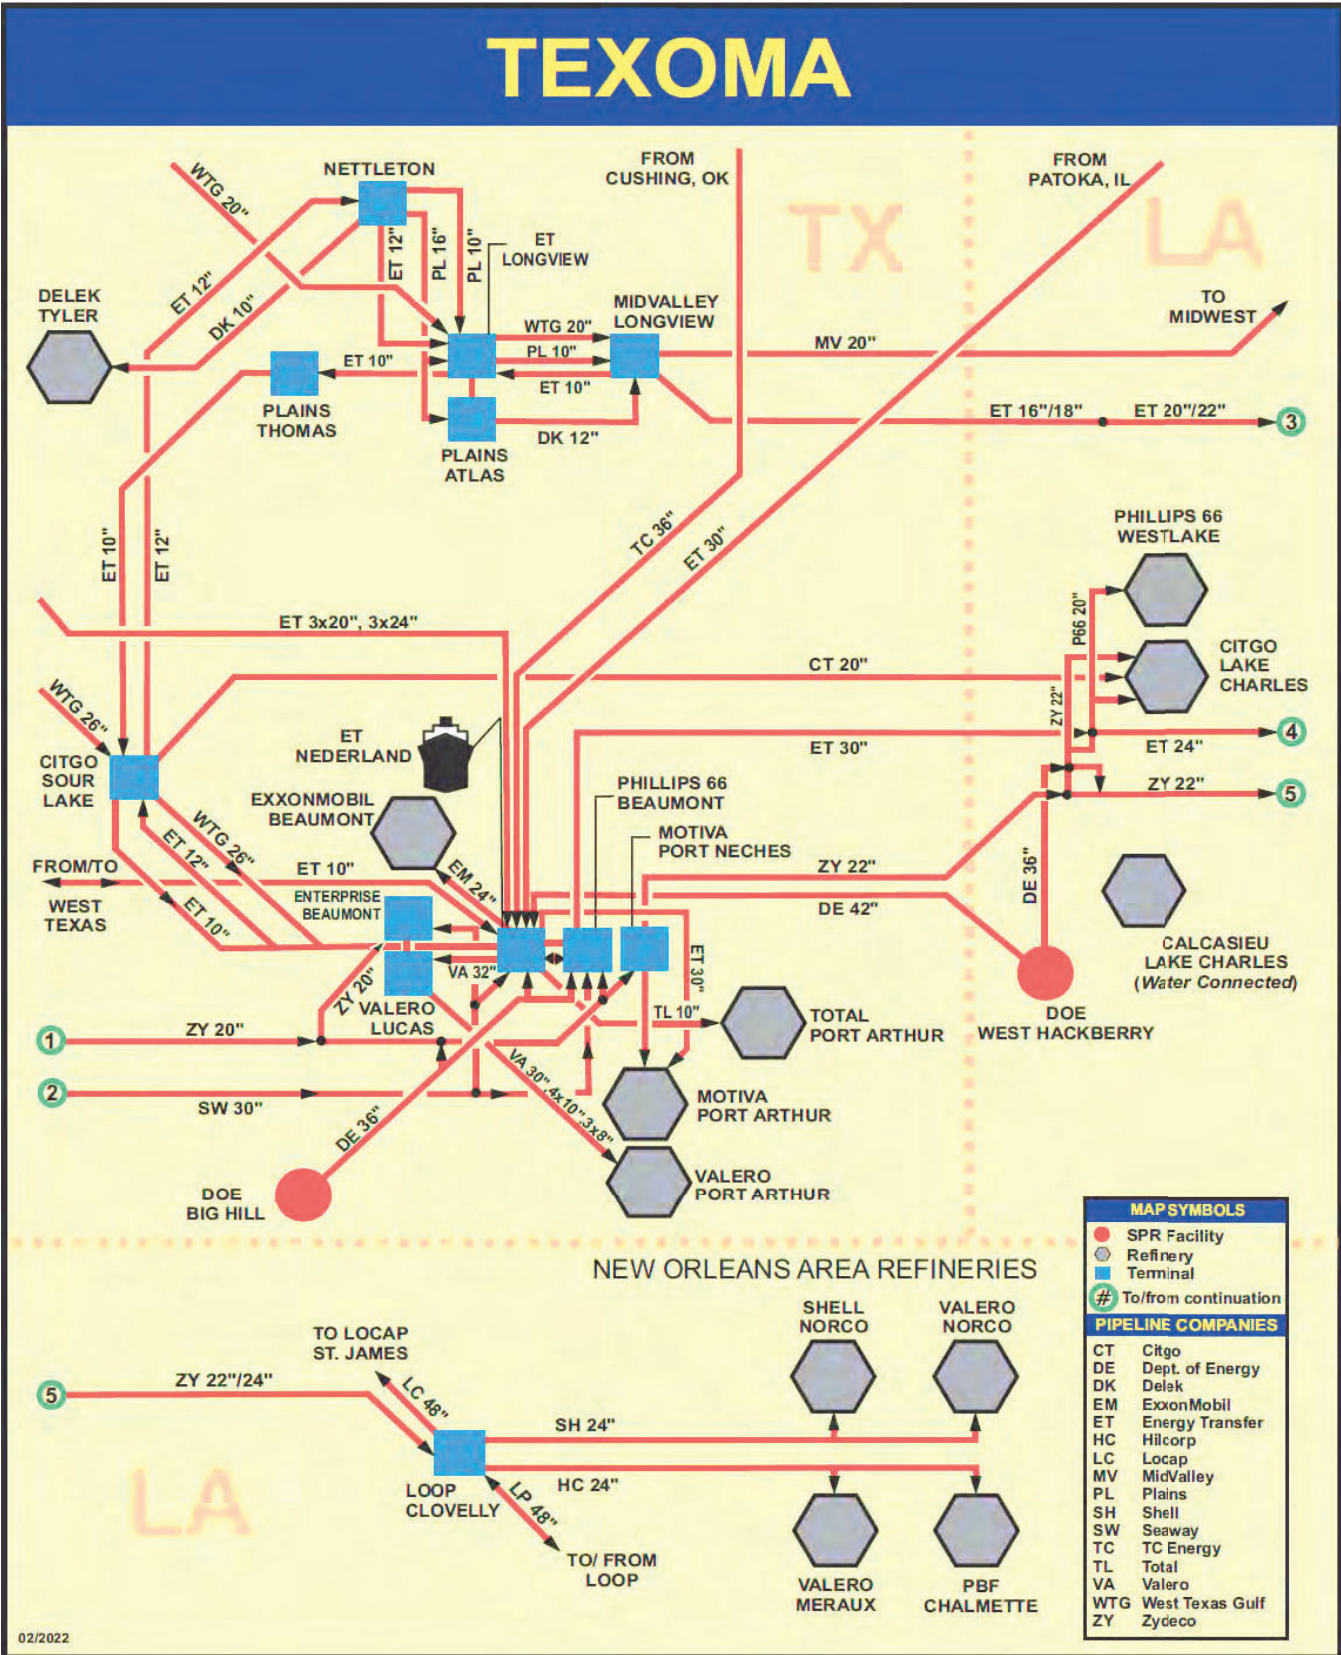 TEXOMA
TX
LA
FROM
CUSHING, OK
FROM
PATOKA, IL
NETTLETON
WTG 20"
ET 12"
DK 10"
ET 12"
PL 16"
PL 10"
ET
LONGVIEW
DELEK
TYLER
MIDVALLEY
LONGVIEW
TO
MIDWEST
WTG 20"
PL 10"
ET 10"
ET 10"
MV 20"
PLAINS
THOMAS
DK 12"
PLAINS
ATLAS
ET 16"/18"
ET 20"/22"
3
TC 36"
ET 30"
ET 10"
ET 12"
PHILLIPS 66
WESTLAKE
P66 20"
ET 3x20", 3x24"
CT 20"
CITGO
LAKE
CHARLES
ZY 22"
WTG 26"
CITGO
SOUR
LAKE
ET
NEDERLAND
ET 30"
ET 24"
4
EXXONMOBIL
BEAUMONT
PHILLIPS 66
BEAUMONT
ZY 22"
5
MOTIVA
PORT NECHES
WTG 26"
ET 12"
FROM/TO
WEST
TEXAS
ET 10"
ET 10"
EM 24"
ENTERPRISE
BEAUMONT
ZY 22"
DE 42"
DE 36"
CALCASIEU
LAKE CHARLES
(Water Connected)
VA 32"
ET 30"
ZY 20"
VALERO
LUCAS
TL 10"
TOTAL
PORT ARTHUR
DOE
WEST HACKBERRY
1
ZY 20"
2
SW 30"
DE 36"
VA 30",4x10",3x8"
MOTIVA
PORT ARTHUR
VALERO
PORT ARTHUR
DOE
BIG HILL
NEW ORLEANS AREA REFINERIES
SHELL
NORCO
VALERO
NORCO
TO LOCAP
ST. JAMES
5
ZY 22"/24"
LC 48"
SH 24"
HC 24"
LOOP
CLOVELLY
LP 48"
TO/ FROM
LOOP
VALERO
MERAUX
PBF
CHALMETTE
LA
MAP SYMBOLS
SPR Facility
Refinery
Terminal
# To/from continuation
PIPELINE COMPANIES
CT Citgo
DE Dept. of Energy
DK Delek
EM ExxonMobil
ET Energy Transfer
HC Hilcorp
LC Locap
MV MidValley
PL Plains
SH Shell
SW Seaway
TC TC Energy
TL Total
VA Valero
WTG West Texas Gulf
ZY Zydeco
02/2022